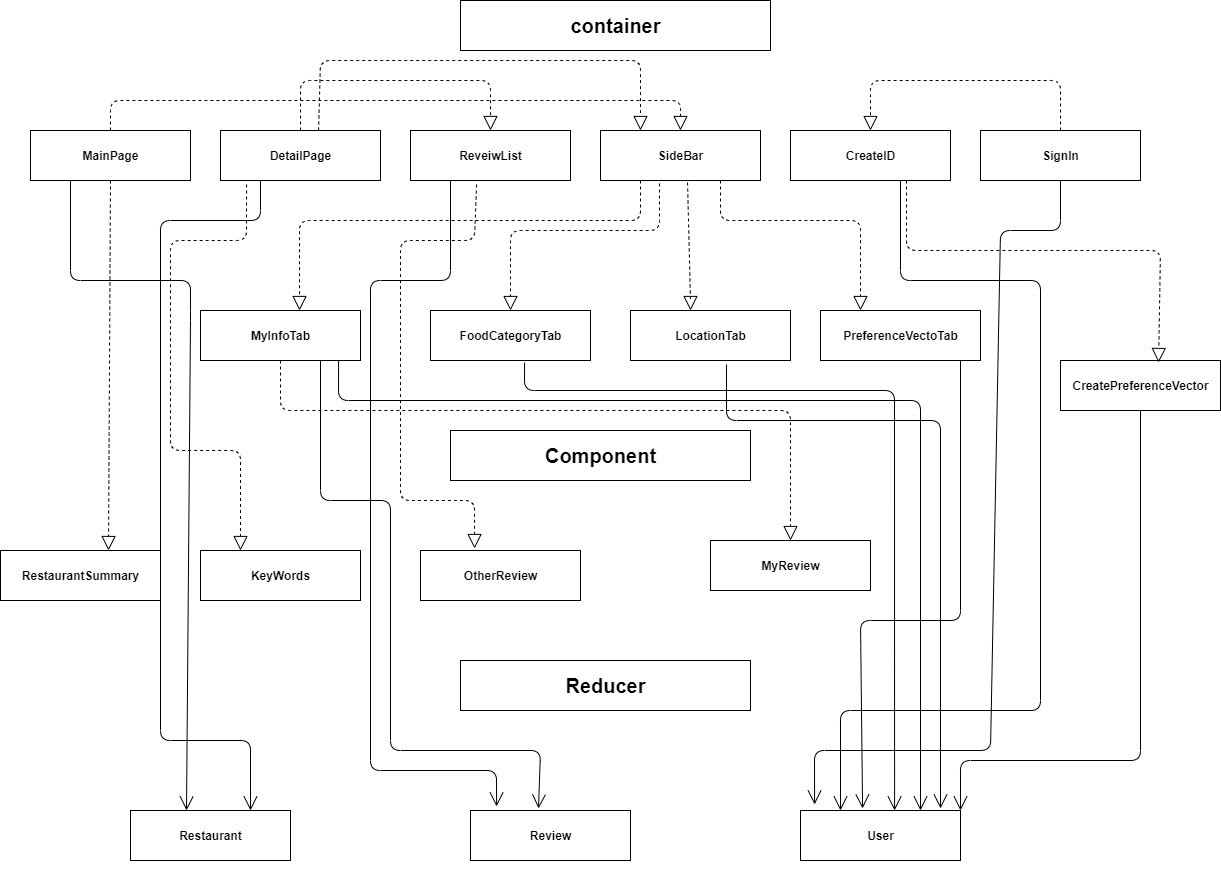 container
MainPage
DetailPage
ReveiwList
SideBar
CreateID
SignIn
MyInfoTab
FoodCategoryTab
LocationTab
PreferenceVectoTab
CreatePreferenceVector
Component
RestaurantSummary
KeyWords
OtherReview
MyReview
Reducer
Restaurant
Review
User